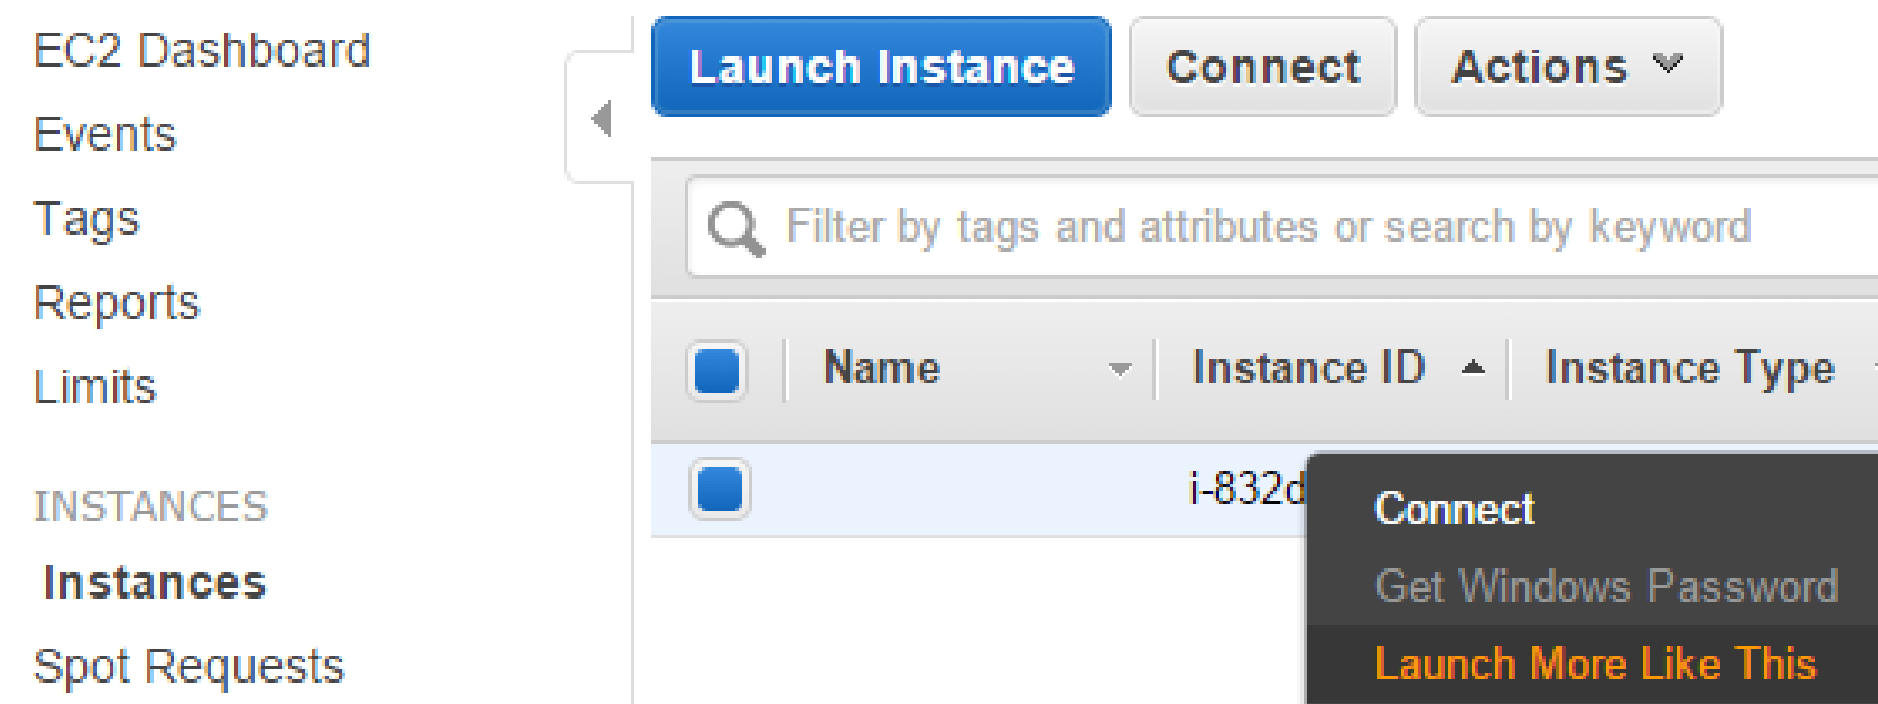 EC2 Dashboard
Events
Tags
Reports
Limits
INSTANCES
Instances
Spot Requests
Launch Instance
Connect
Actions
Filter by tags and attributes or search by keyword
Name
Instance ID
Instance Type
i-832d
Connect
Get Windows Password
Launch More Like This